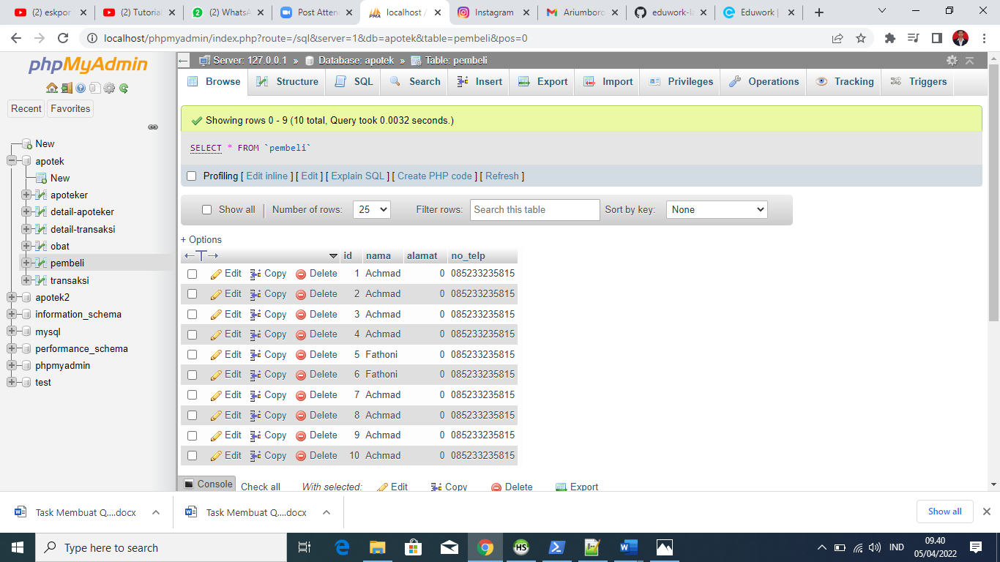 (2) eskpor
(2) Tutorial
(2) WhatsA
Post Atten
localhost /
Instagram
Ariumboro
eduwork-la
Eduwork |
localhost/phpmyadmin/index.php?route=/sql&server=1&db=apotek&table=pembeli&pos=0
phpMyAdmin
Recent Favorites
New
apotek
New
apoteker
detail-apoteker
detail-transaksi
obat
pembeli
transaksi
apotek2
information_schema
mysql
performance_schema
phpmyadmin
test
Server: 127.0.0.1 » Database: apotek » Table: pembeli
Browse Structure SQL Search Insert Export Import Privileges Operations Tracking Triggers
Showing rows 0 - 9 (10 total, Query took 0.0032 seconds.)
SELECT * FROM `pembeli`
Profiling [ Edit inline ] [ Edit ] [ Explain SQL ] [ Create PHP code ] [ Refresh ]
Show all Number of rows: 25 Filter rows: Search this table Sort by key: None
+ Options
id nama alamat no_telp
Edit Copy Delete 1 Achmad 0 085233235815
Edit Copy Delete 2 Achmad 0 085233235815
Edit Copy Delete 3 Achmad 0 085233235815
Edit Copy Delete 4 Achmad 0 085233235815
Edit Copy Delete 5 Fathoni 0 085233235815
Edit Copy Delete 6 Fathoni 0 085233235815
Edit Copy Delete 7 Achmad 0 085233235815
Edit Copy Delete 8 Achmad 0 085233235815
Edit Copy Delete 9 Achmad 0 085233235815
Edit Copy Delete 10 Achmad 0 085233235815
Console Check all With selected: Edit Copy Delete Export
Task Membuat Q....docx
Task Membuat Q....docx
Show all
Type here to search
HS
IND
09.40
05/04/2022